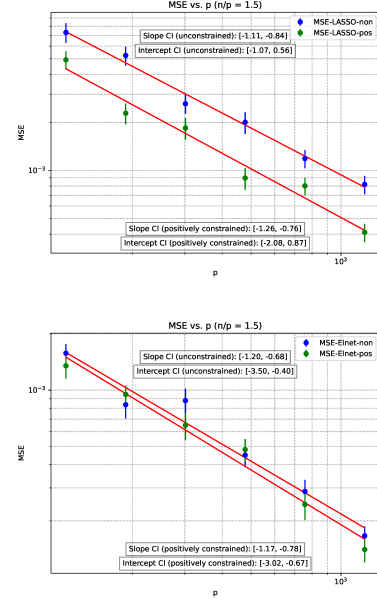 MSE vs. p (n/p = 1.5)
MSE-LASSO-non
MSE-LASSO-pos
Slope CI (unconstrained): [-1.11, -0.84]
Intercept CI (unconstrained): [-1.07, 0.56]
MSE
10⁻³
Slope CI (positively constrained): [-1.26, -0.76]
Intercept CI (positively constrained): [-2.08, 0.87]
10³
p
MSE vs. p (n/p = 1.5)
MSE-Elnet-non
MSE-Elnet-pos
Slope CI (unconstrained): [-1.20, -0.68]
Intercept CI (unconstrained): [-3.50, -0.40]
10⁻³
MSE
Slope CI (positively constrained): [-1.17, -0.78]
Intercept CI (positively constrained): [-3.02, -0.67]
10³
p